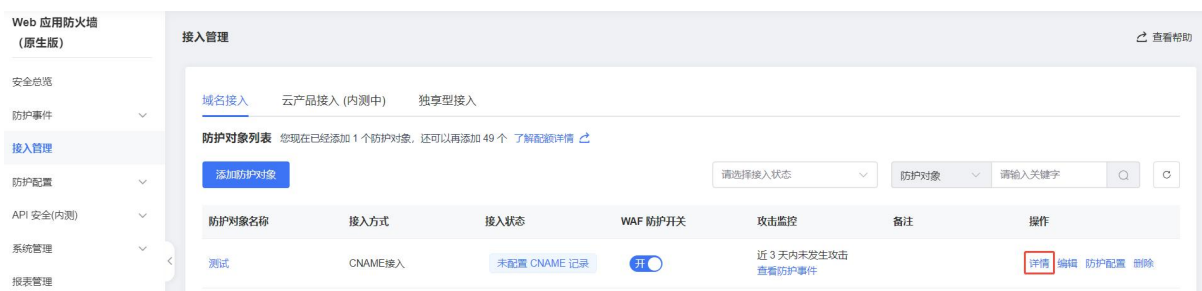 Web 应用防火墙
（原生版）
安全总览
防护事件
接入管理
防护配置
API 安全(内测)
系统管理
报表管理
接入管理
查看帮助
域名接入 云产品接入 (内测中) 独享型接入
防护对象列表 您现在已经添加 1 个防护对象，还可以再添加 49 个 了解配额详情
添加防护对象 请选择接入状态 防护对象 请输入关键字
防护对象名称 接入方式 接入状态 WAF 防护开关 攻击监控 备注 操作
测试 CNAME接入 未配置 CNAME 记录 开 近 3 天内未发生攻击 详情 编辑 防护配置 删除
查看防护事件